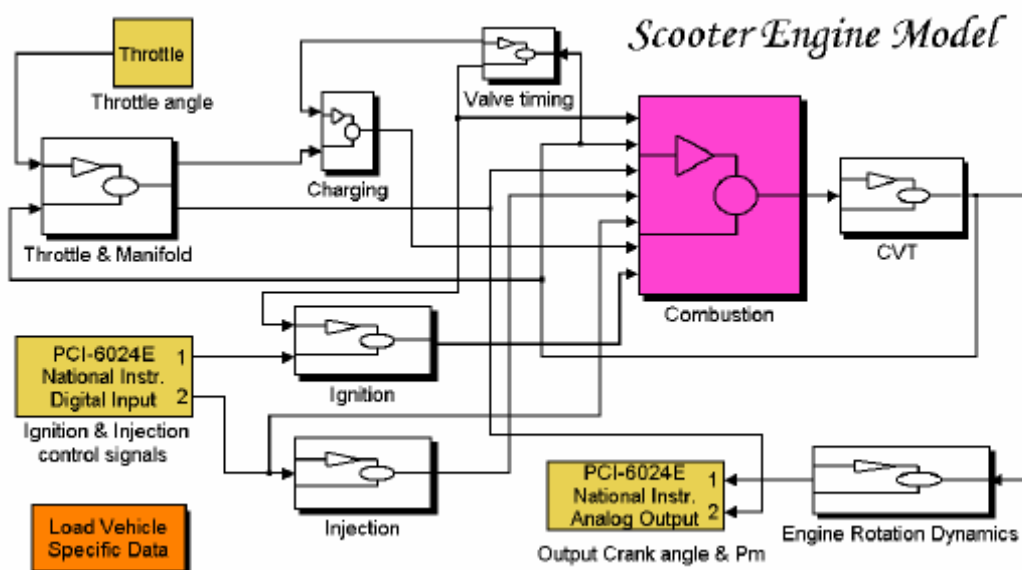 Scooter Engine Model
Throttle
Throttle angle
Valve timing
Charging
Throttle & Manifold
CVT
Combustion
PCI-6024E
National Instr.
Digital Input
1
2
Ignition & Injection
control signals
Ignition
Injection
PCI-6024E
National Instr.
Analog Output
1
2
Output Crank angle & Pm
Engine Rotation Dynamics
Load Vehicle
Specific Data